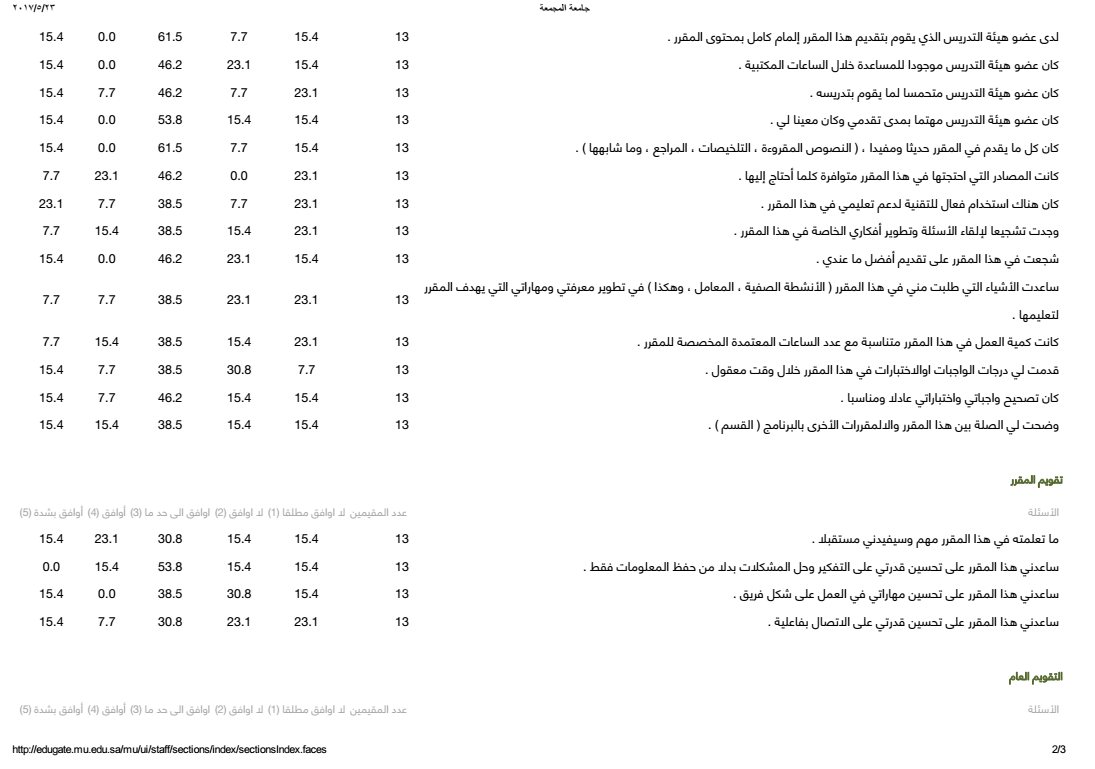 جامعة المجمعة ٢٠١٧/٥/٢٣
لدى عضو هيئة التدريس الذي يقوم بتقديم هذا المقرر إلمام كامل بمحتوى المقرر . 13 15.4 7.7 61.5 0.0 15.4
كان عضو هيئة التدريس موجودا للمساعدة خلال الساعات المكتبية . 13 15.4 23.1 46.2 0.0 15.4
كان عضو هيئة التدريس متحمسا لما يقوم بتدريسه . 13 23.1 7.7 46.2 7.7 15.4
كان عضو هيئة التدريس مهتما بمدى تقدمي وكان معينا لي . 13 15.4 15.4 53.8 0.0 15.4
كان كل ما يقدم في المقرر حديثا ومفيدا ، ( النصوص المقروءة ، التلخيصات ، المراجع ، وما شابهها ) . 13 15.4 7.7 61.5 0.0 15.4
كانت المصادر التي احتجتها في هذا المقرر متوافرة كلما أحتاج إليها . 13 23.1 0.0 46.2 23.1 7.7
كان هناك استخدام فعال للتقنية لدعم تعليمي في هذا المقرر . 13 23.1 7.7 38.5 7.7 23.1
وجدت تشجيعا لإلقاء الأسئلة وتطوير أفكاري الخاصة في هذا المقرر . 13 23.1 15.4 38.5 15.4 7.7
شجعت في هذا المقرر على تقديم أفضل ما عندي . 13 15.4 23.1 46.2 0.0 15.4
ساعدت الأشياء التي طلبت مني في هذا المقرر ( الأنشطة الصفية ، المعامل ، وهكذا ) في تطوير معرفتي ومهاراتي التي يهدف المقرر 13 23.1 23.1 38.5 7.7 7.7
لتعليمها .
كانت كمية العمل في هذا المقرر متناسبة مع عدد الساعات المعتمدة المخصصة للمقرر . 13 23.1 15.4 38.5 15.4 7.7
قدمت لي درجات الواجبات اوالاختبارات في هذا المقرر خلال وقت معقول . 13 7.7 30.8 38.5 7.7 15.4
كان تصحيح واجباتي واختباراتي عادلا ومناسبا . 13 15.4 15.4 46.2 7.7 15.4
وضحت لي الصلة بين هذا المقرر والالمقررات الأخرى بالبرنامج ( القسم ) . 13 15.4 15.4 38.5 15.4 15.4
تقويم المقرر
الأسئلة عدد المقيمين لا اوافق مطلقا (1) لا اوافق (2) اوافق الى حد ما (3) أوافق (4) أوافق بشدة (5)
ما تعلمته في هذا المقرر مهم وسيفيدني مستقبلا . 13 15.4 15.4 30.8 23.1 15.4
ساعدني هذا المقرر على تحسين قدرتي على التفكير وحل المشكلات بدلا من حفظ المعلومات فقط . 13 15.4 15.4 53.8 15.4 0.0
ساعدني هذا المقرر على تحسين مهاراتي في العمل على شكل فريق . 13 15.4 30.8 38.5 0.0 15.4
ساعدني هذا المقرر على تحسين قدرتي على الاتصال بفاعلية . 13 23.1 23.1 30.8 7.7 15.4
التقويم العام
الأسئلة عدد المقيمين لا اوافق مطلقا (1) لا اوافق (2) اوافق الى حد ما (3) أوافق (4) أوافق بشدة (5)
http://edugate.mu.edu.sa/mu/ui/staff/sections/index/sectionsIndex.faces 2/3